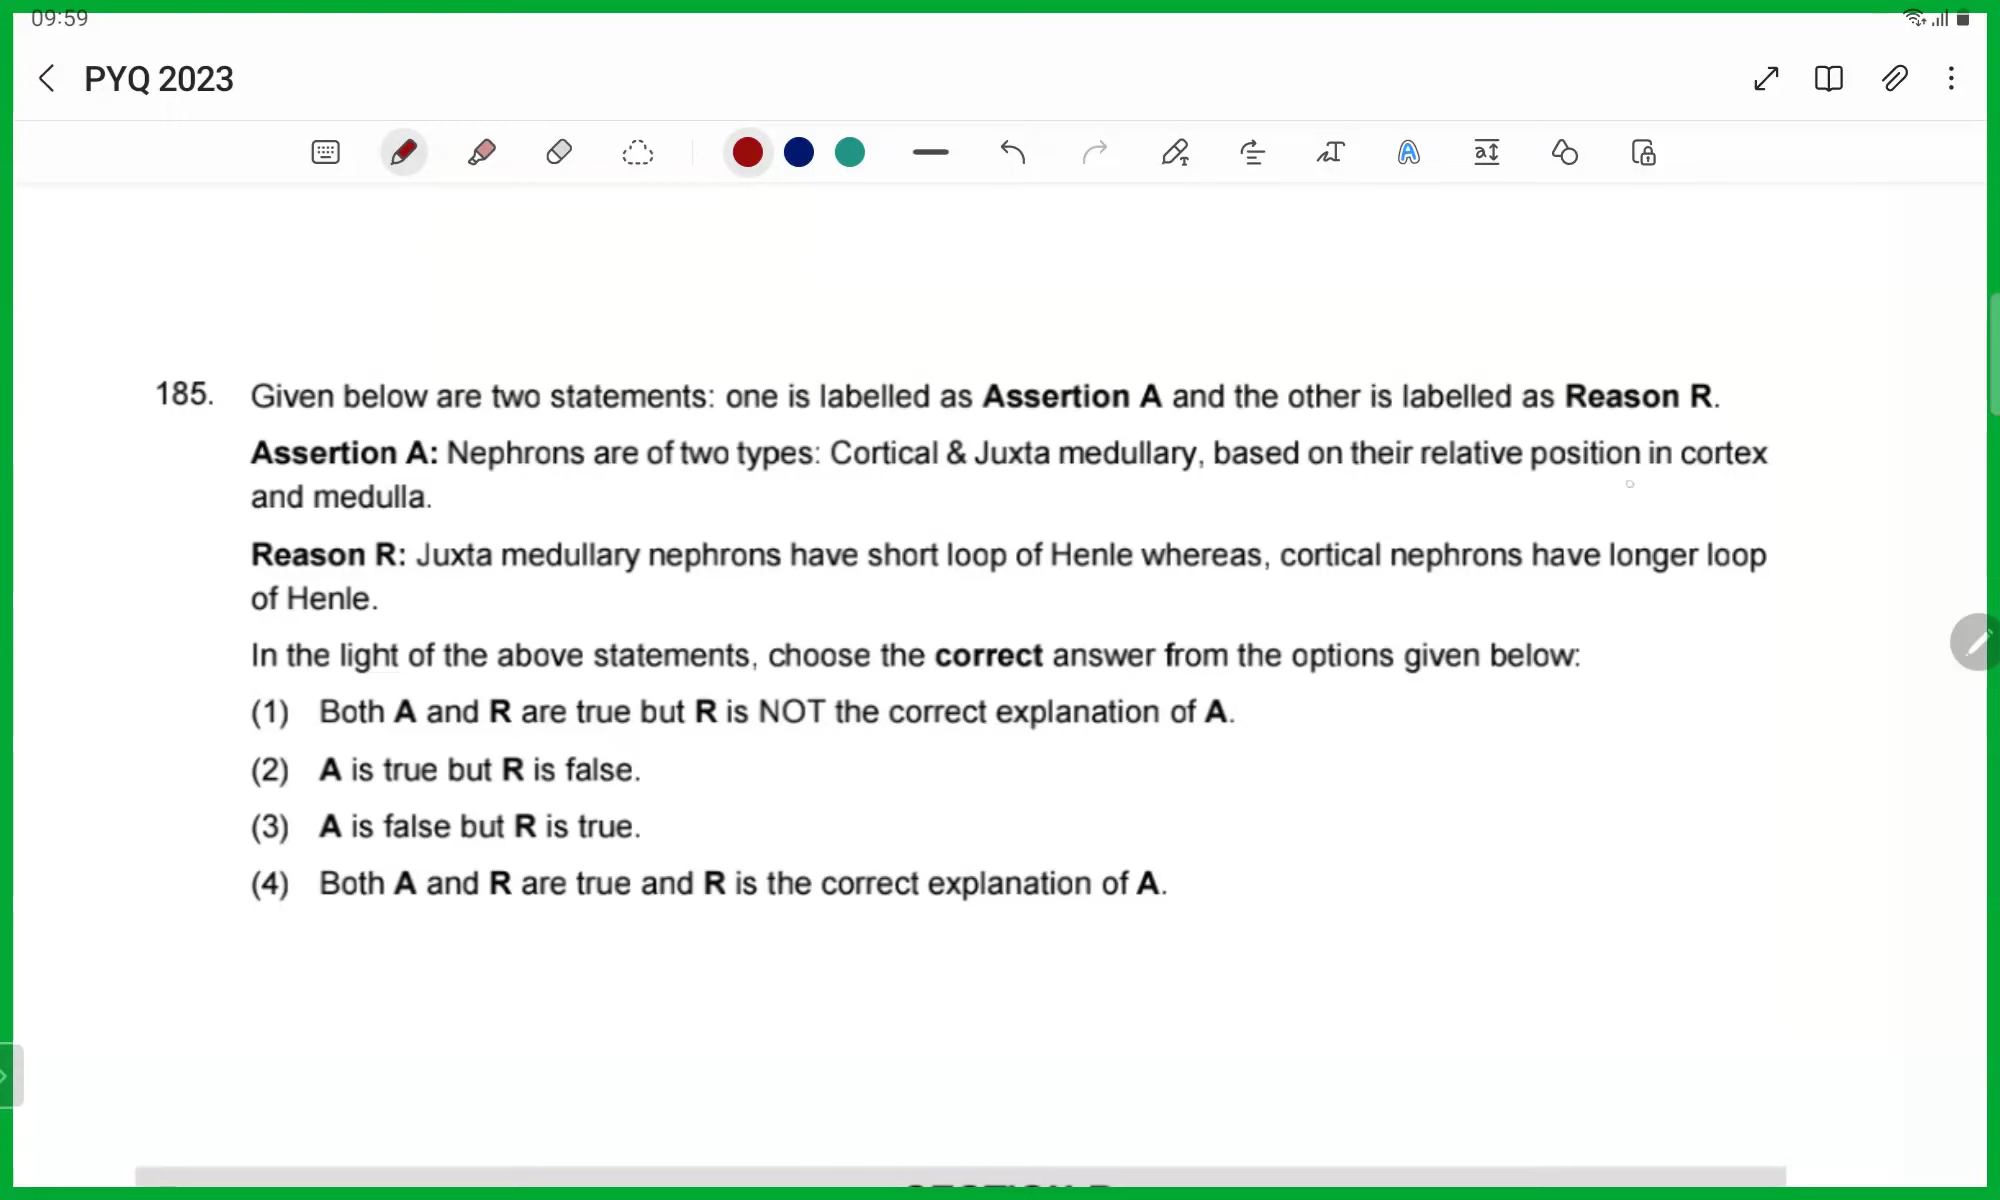 09:59
PYQ 2023
185. Given below are two statements: one is labelled as Assertion A and the other is labelled as Reason R.
Assertion A: Nephrons are of two types: Cortical & Juxta medullary, based on their relative position in cortex
and medulla.
Reason R: Juxta medullary nephrons have short loop of Henle whereas, cortical nephrons have longer loop
of Henle.
In the light of the above statements, choose the correct answer from the options given below:
(1) Both A and R are true but R is NOT the correct explanation of A.
(2) A is true but R is false.
(3) A is false but R is true.
(4) Both A and R are true and R is the correct explanation of A.